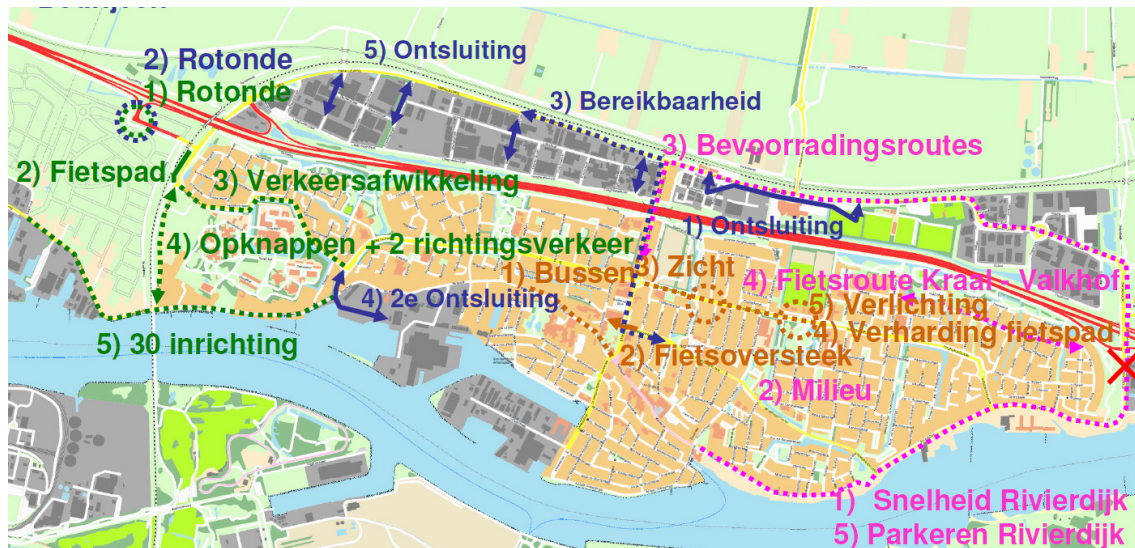 5) Ontsluiting
2) Rotonde
1) Rotonde
3) Bereikbaarheid
3) Bevoorradingsroutes
2) Fietspad
3) Verkeersafwikkeling
1) Ontsluiting
4) Opknappen + 2 richtingsverkeer
1) Bussen
3) Zicht
4) Fietsroute Kraal - Valkhof
4) 2e Ontsluiting
5) Verlichting
4) Verharding fietspad
5) 30 inrichting
2) Fietsoversteek
2) Milieu
1) Snelheid Rivierdijk
5) Parkeren Rivierdijk